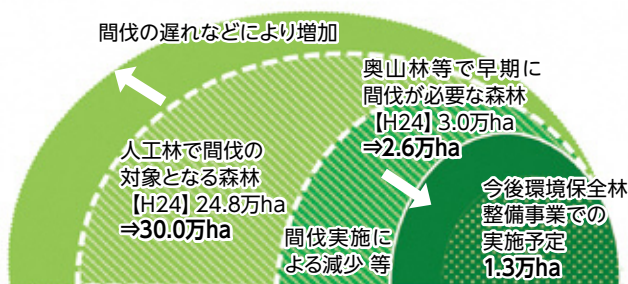 間伐の遅れなどにより増加
奥山林等で早期に
間伐が必要な森林
【H24】3.0万ha
⇒2.6万ha
人工林で間伐の
対象となる森林
【H24】24.8万ha
⇒30.0万ha
今後環境保全林
整備事業での
実施予定
1.3万ha
間伐実施に
よる減少 等